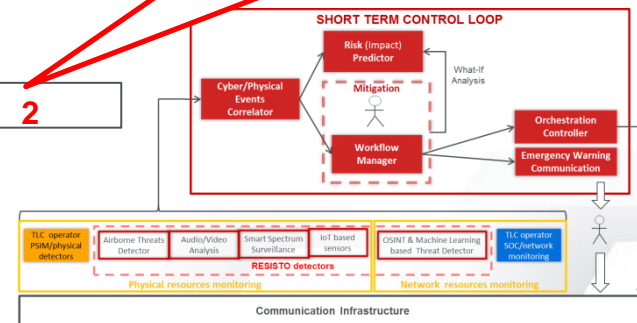 SHORT TERM CONTROL LOOP
Risk (Impact)
Predictor
What-If
Analysis
Cyber/Physical
Events
Correlator
Mitigation
2
Workflow
Manager
Orchestration
Controller
Emergency Warning
Communication
TLC operator
PSIM/physical
detectors
Airborne Threats
Detector
Audio/Video
Analysis
Smart Spectrum
Surveillance
IoT based
sensors
OSINT & Machine Learning
based Threat Detector
TLC operator
SOC/network
monitoring
RESISTO detectors
Physical resources monitoring
Network resources monitoring
Communication Infrastructure